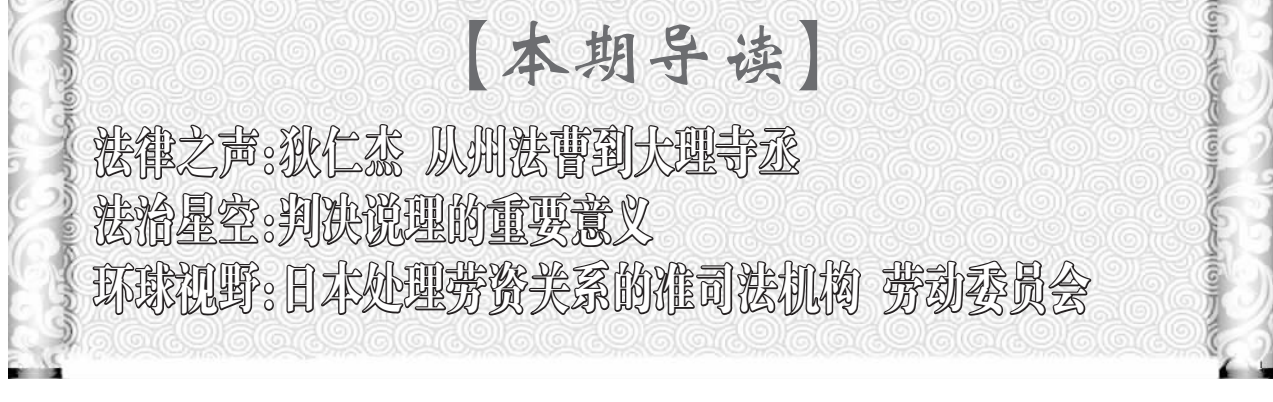 【本期导读】
法律之声:狄仁杰 从州法曹到大理寺丞
法治星空:判决说理的重要意义
环球视野:日本处理劳资关系的准司法机构 劳动委员会